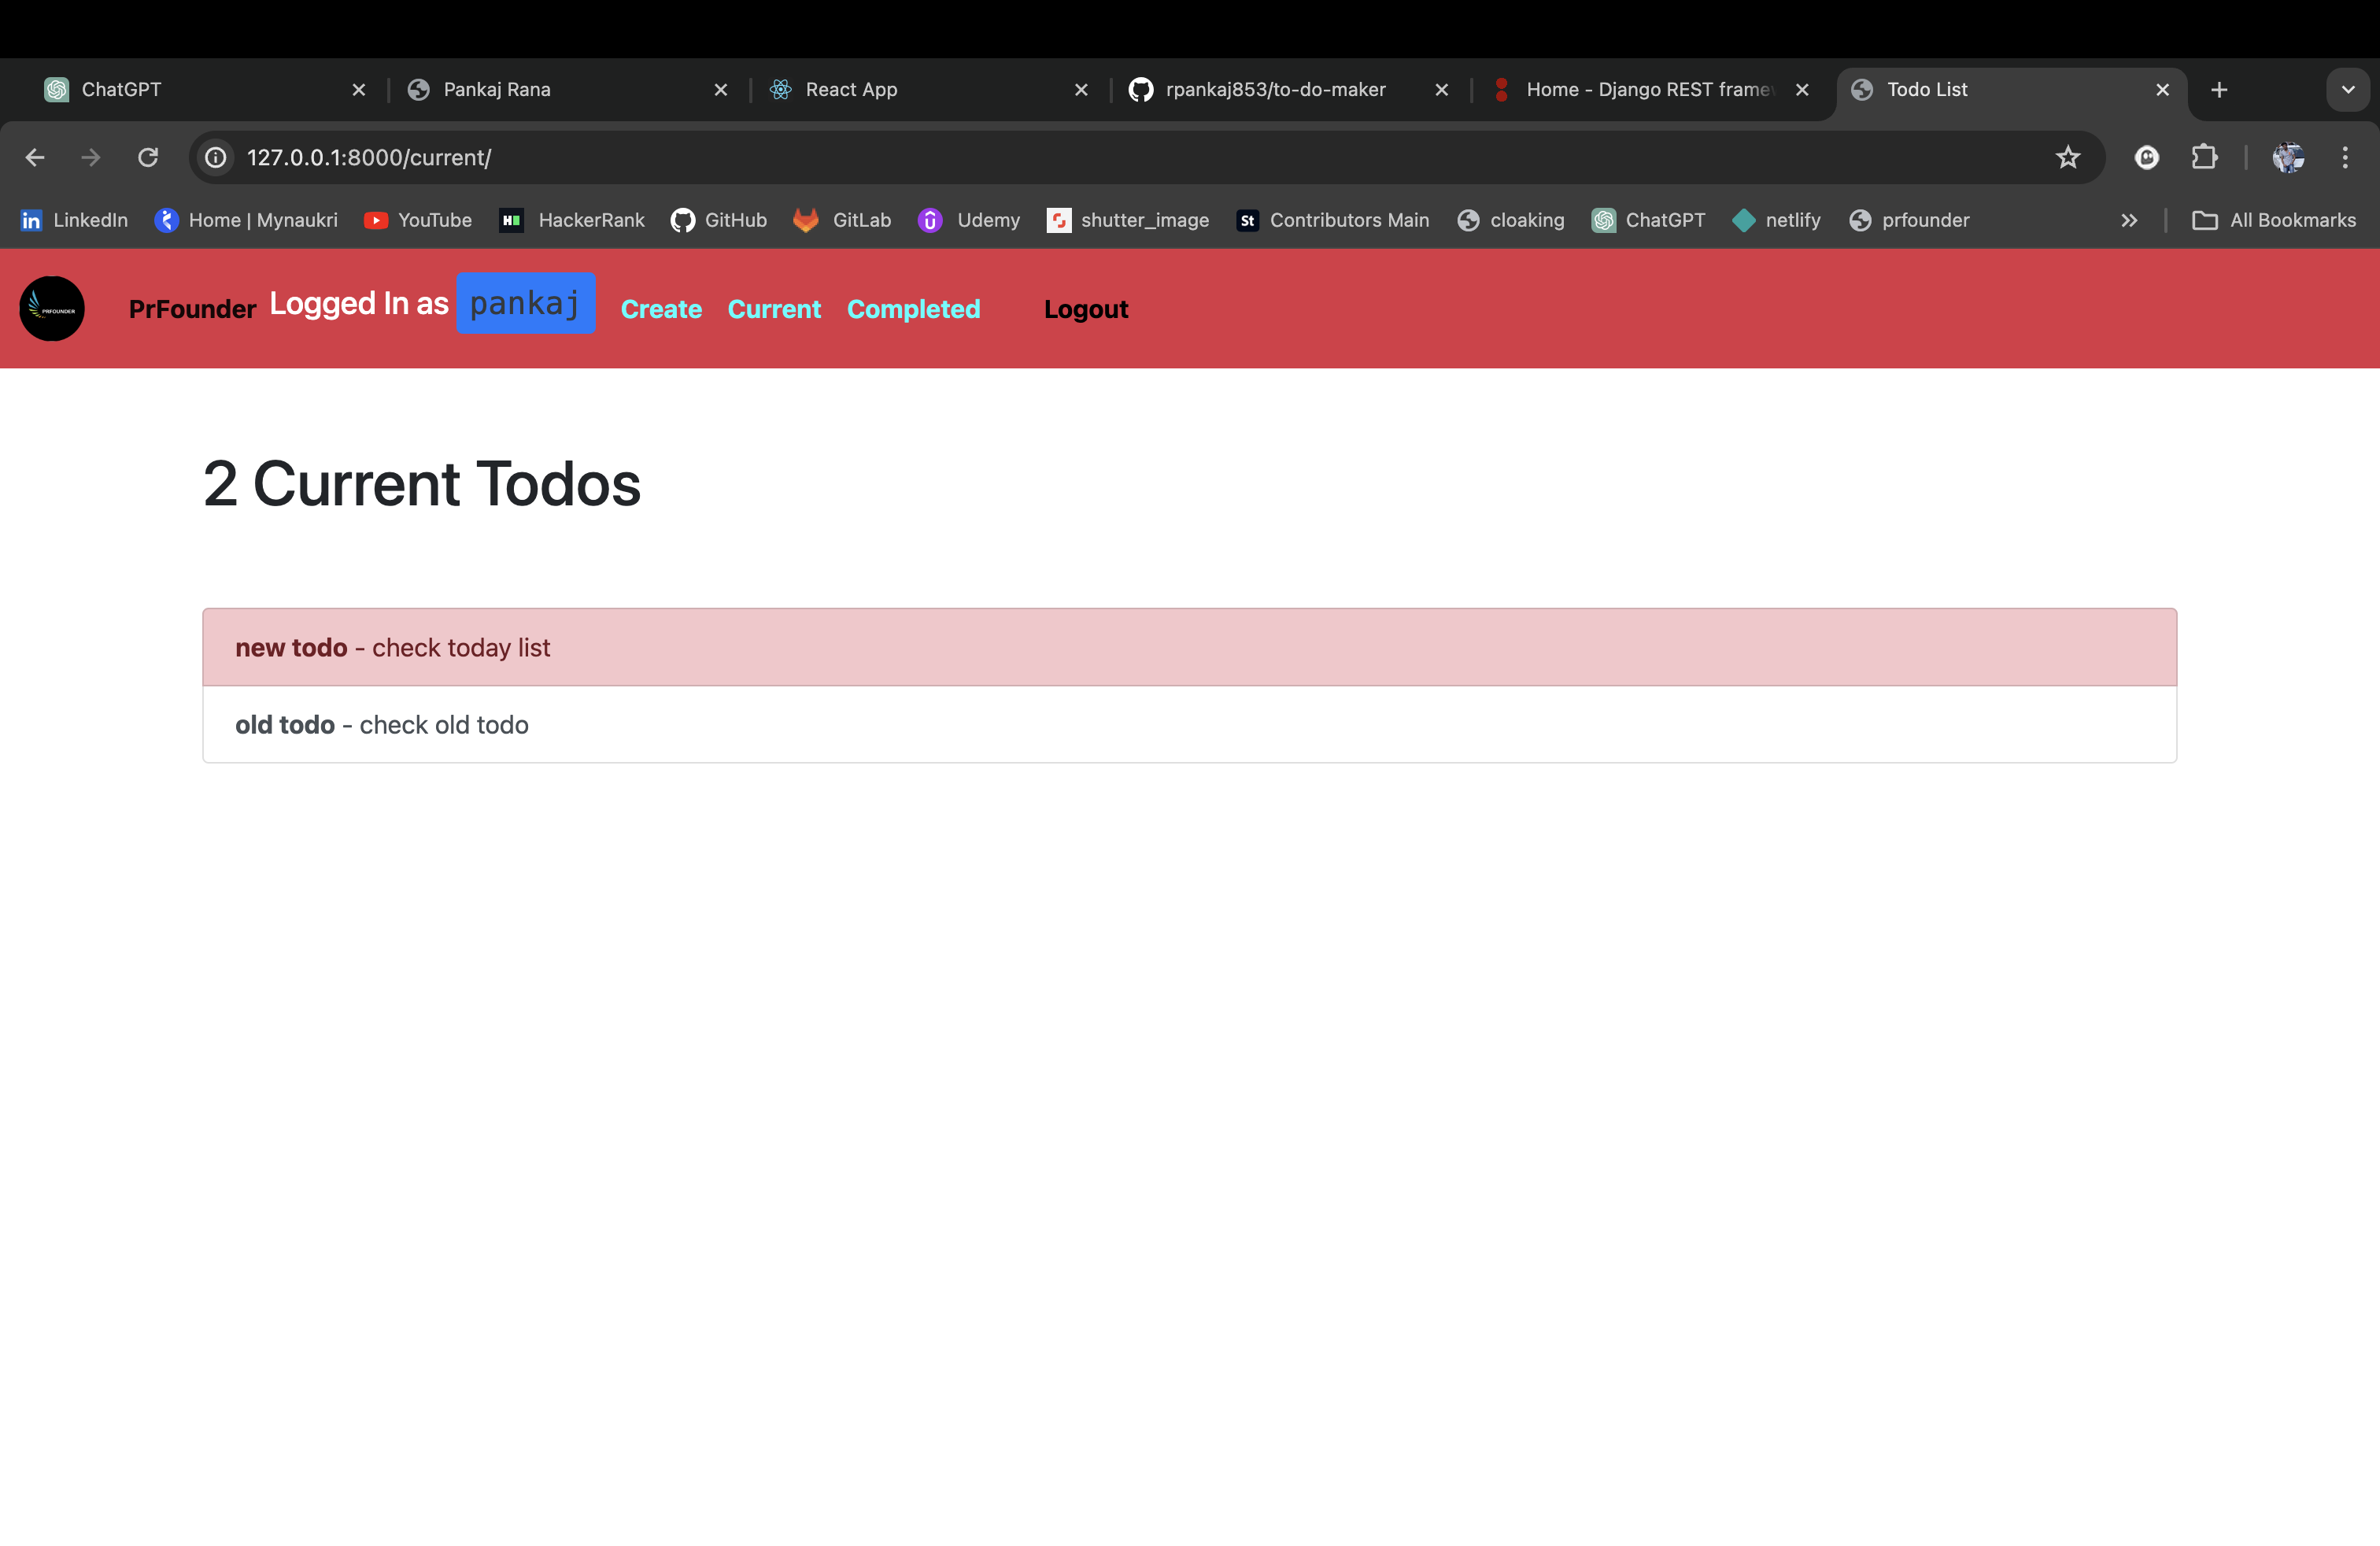 ChatGPT
Pankaj Rana
React App
rpankaj853/to-do-maker
Home - Django REST frame
Todo List
127.0.0.1:8000/current/
LinkedIn
Home | Mynaukri
YouTube
HackerRank
GitHub
GitLab
Udemy
shutter_image
St
Contributors Main
cloaking
ChatGPT
netlify
prfounder
All Bookmarks
PRFOUNDER
PrFounder
Logged In as pankaj
Create
Current
Completed
Logout
2 Current Todos
new todo - check today list
old todo - check old todo